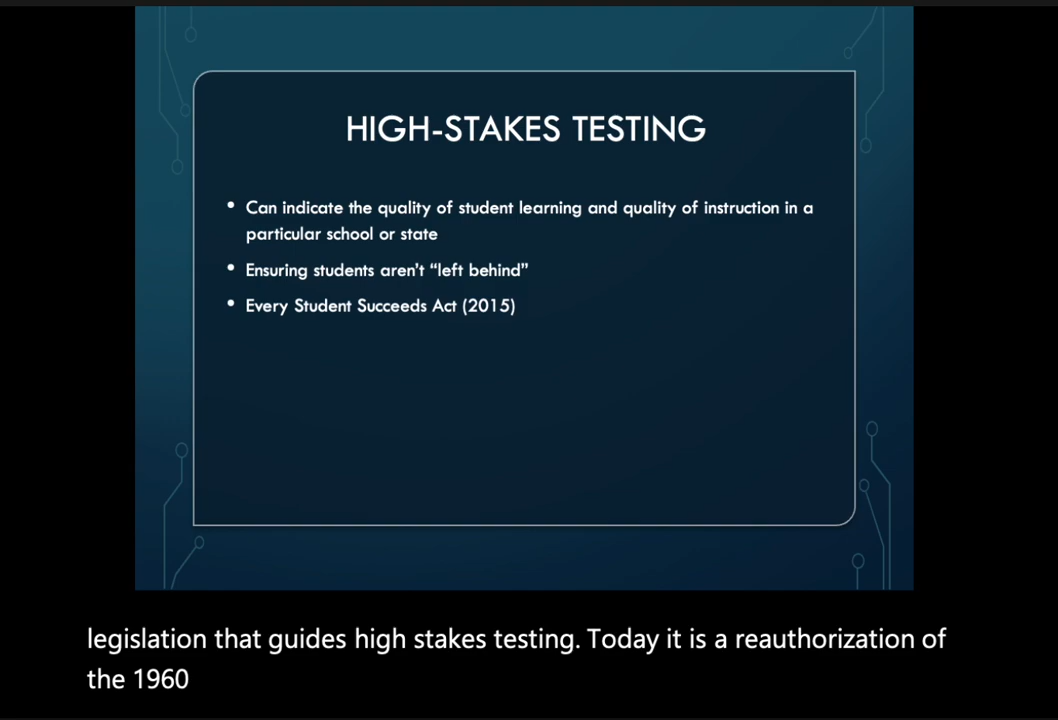 HIGH-STAKES TESTING
• Can indicate the quality of student learning and quality of instruction in a
particular school or state
• Ensuring students aren’t “left behind”
• Every Student Succeeds Act (2015)
legislation that guides high stakes testing. Today it is a reauthorization of
the 1960